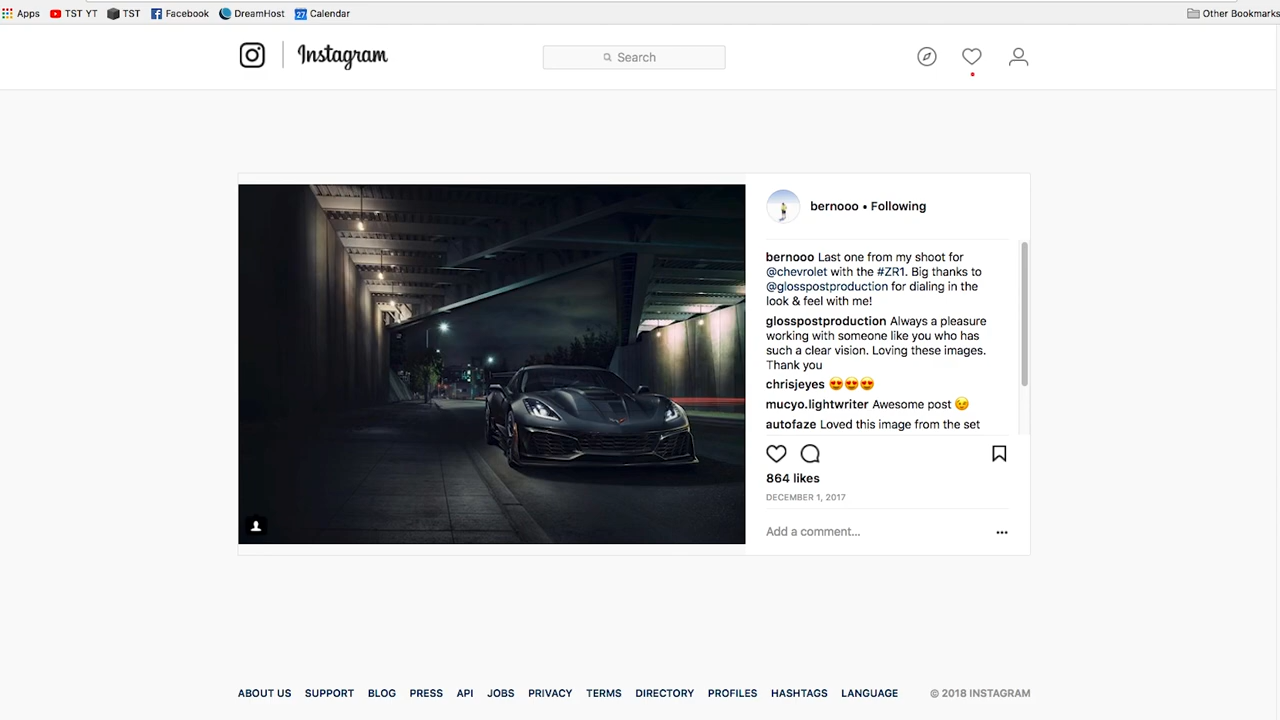 Apps TST YT TST Facebook DreamHost 27 Calendar Other Bookmarks
Instagram Search
bernooo • Following
bernooo Last one from my shoot for
@chevrolet with the #ZR1. Big thanks to
@glosspostproduction for dialing in the
look & feel with me!
glosspostproduction Always a pleasure
working with someone like you who has
such a clear vision. Loving these images.
Thank you
chrisjeyes 😍😍😍
mucyo.lightwriter Awesome post 😉
autofaze Loved this image from the set
864 likes
DECEMBER 1, 2017
Add a comment...
ABOUT US SUPPORT BLOG PRESS API JOBS PRIVACY TERMS DIRECTORY PROFILES HASHTAGS LANGUAGE © 2018 INSTAGRAM